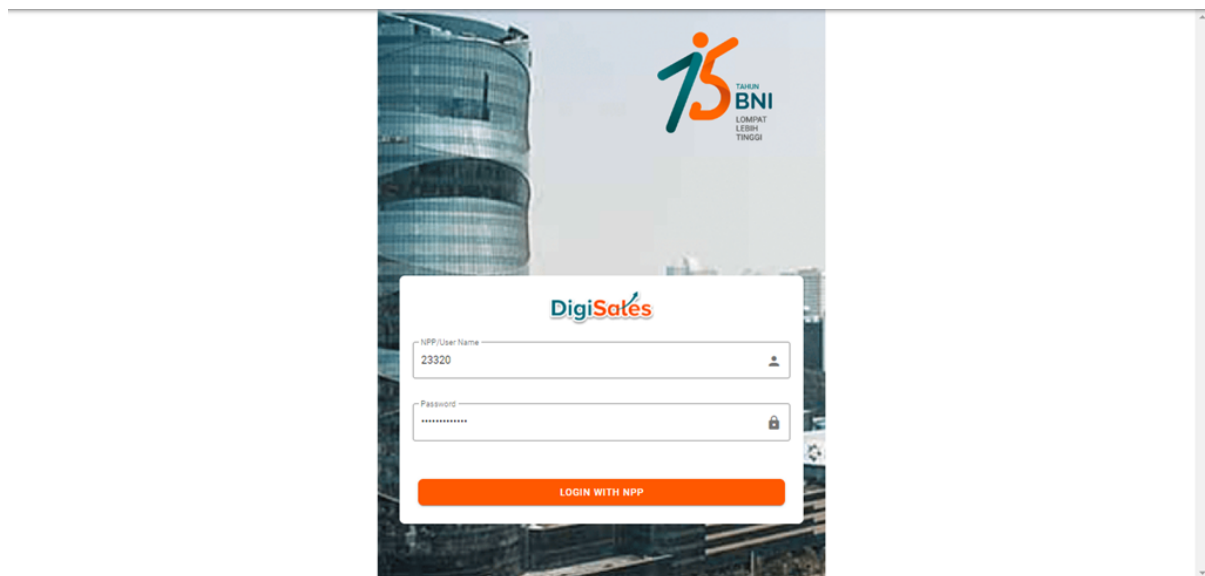 75
TAHUN
BNI
LOMPAT
LEBIH
TINGGI
DigiSales
NPP/User Name
23320
Password
•••••••••••••
LOGIN WITH NPP